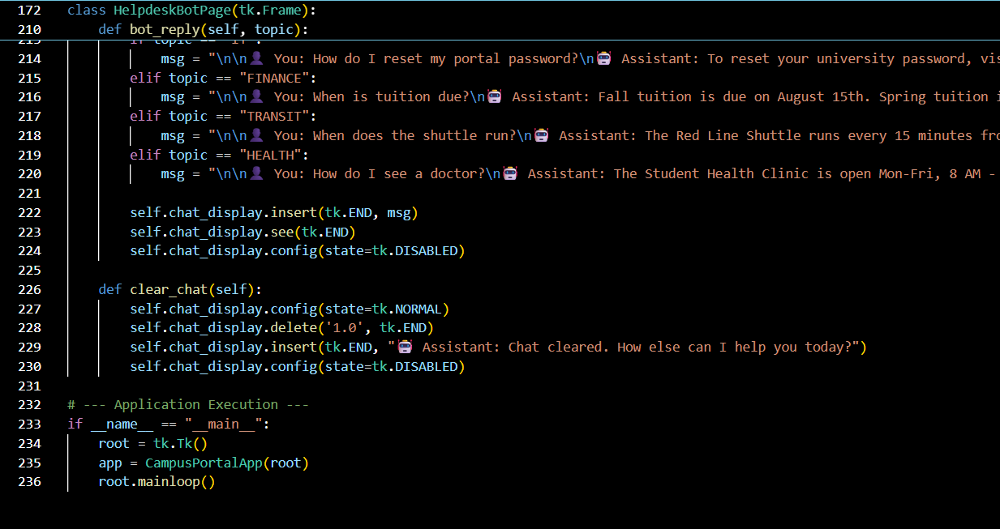 172 class HelpdeskBotPage(tk.Frame):
210 def bot_reply(self, topic):
214 msg = "\n\n👤 You: How do I reset my portal password?\n🤖 Assistant: To reset your university password, vis
215 elif topic == "FINANCE":
216 msg = "\n\n👤 You: When is tuition due?\n🤖 Assistant: Fall tuition is due on August 15th. Spring tuition i
217 elif topic == "TRANSIT":
218 msg = "\n\n👤 You: When does the shuttle run?\n🤖 Assistant: The Red Line Shuttle runs every 15 minutes fro
219 elif topic == "HEALTH":
220 msg = "\n\n👤 You: How do I see a doctor?\n🤖 Assistant: The Student Health Clinic is open Mon-Fri, 8 AM -
221
222 self.chat_display.insert(tk.END, msg)
223 self.chat_display.see(tk.END)
224 self.chat_display.config(state=tk.DISABLED)
225
226 def clear_chat(self):
227 self.chat_display.config(state=tk.NORMAL)
228 self.chat_display.delete('1.0', tk.END)
229 self.chat_display.insert(tk.END, "🤖 Assistant: Chat cleared. How else can I help you today?")
230 self.chat_display.config(state=tk.DISABLED)
231
232 # --- Application Execution ---
233 if __name__ == "__main__":
234 root = tk.Tk()
235 app = CampusPortalApp(root)
236 root.mainloop()